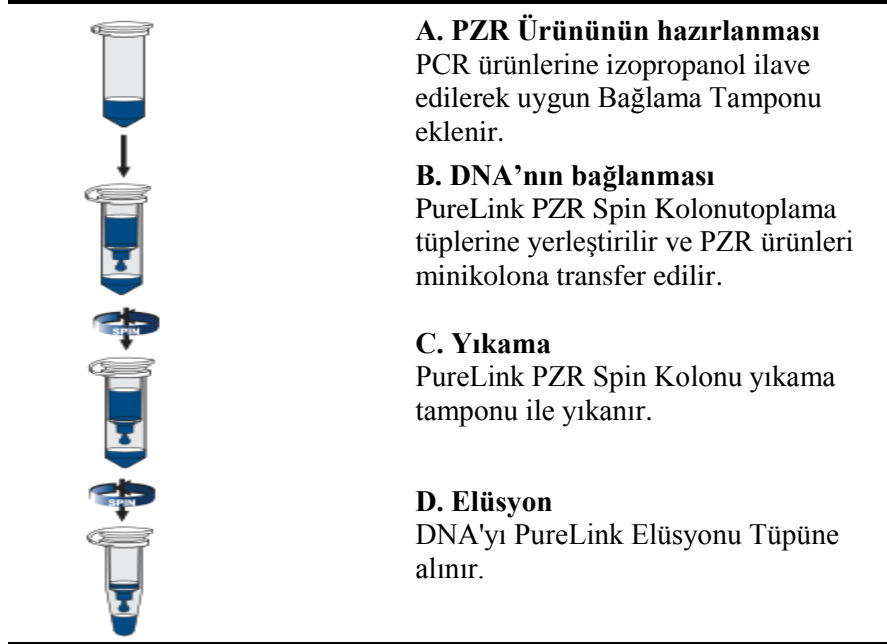 A. PZR Ürününün hazırlanması
PCR ürünlerine izopropanol ilave
edilerek uygun Bağlama Tamponu
eklenir.
B. DNA’nın bağlanması
PureLink PZR Spin Kolonutoplama
tüplerine yerleştirilir ve PZR ürünleri
minikolona transfer edilir.
SPIN
C. Yıkama
PureLink PZR Spin Kolonu yıkama
tamponu ile yıkanır.
SPIN
D. Elüsyon
DNA'yı PureLink Elüsyonu Tüpüne
alınır.